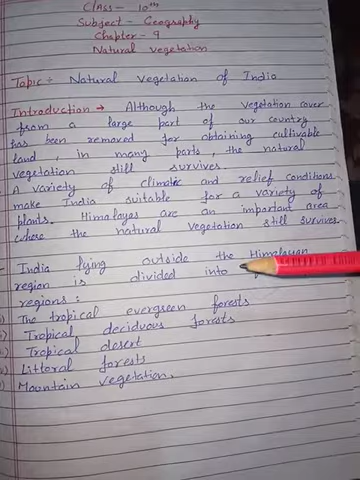 Class - 10th
Subject - Geography
Chapter - 9
Natural vegetation
Topic ÷ Natural Vegetation of India
Introduction → Although the vegetation cover
from a large part of our country
has been removed for obtaining cultivable
land, in many parts, the natural
vegetation still survives
A variety of climatic and relief conditions
make India suitable for a variety of
plants. Himalayas are an important area
where the natural vegetation still survives.
India lying outside the Himalayan
region is divided into
regions:
The tropical evergreen forests
Tropical deciduous forests
Tropical desert
Littoral forests
Mountain vegetation.